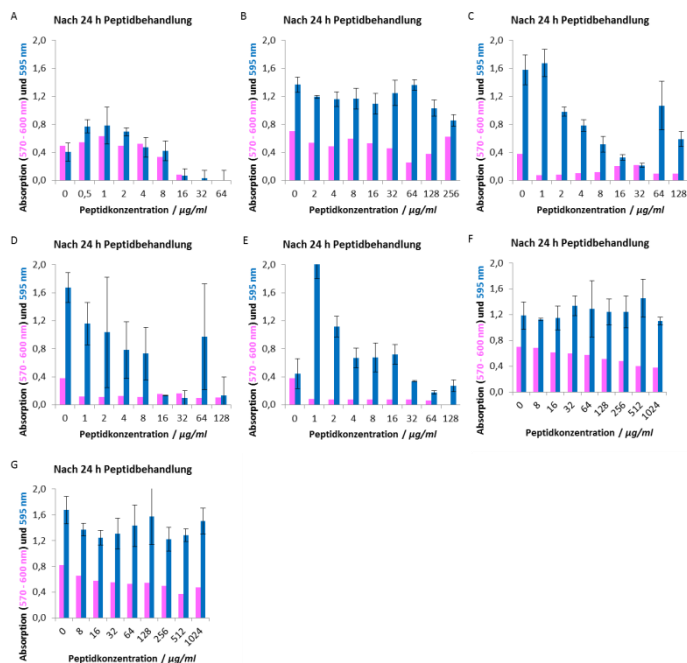 A
Nach 24 h Peptidbehandlung
Absorption (570 - 600 nm) und 595 nm
2,0
1,6
1,2
0,8
0,4
0,0
0 0,5 1 2 4 8 16 32 64
Peptidkonzentration / µg/ml
B
Nach 24 h Peptidbehandlung
Absorption (570 - 600 nm) und 595 nm
2,0
1,6
1,2
0,8
0,4
0,0
0 2 4 8 16 32 64 128 256
Peptidkonzentration / µg/ml
C
Nach 24 h Peptidbehandlung
Absorption (570 - 600 nm) und 595 nm
2,0
1,6
1,2
0,8
0,4
0,0
0 1 2 4 8 16 32 64 128
Peptidkonzentration / µg/ml
D
Nach 24 h Peptidbehandlung
Absorption (570 - 600 nm) und 595 nm
2,0
1,6
1,2
0,8
0,4
0,0
0 1 2 4 8 16 32 64 128
Peptidkonzentration / µg/ml
E
Nach 24 h Peptidbehandlung
Absorption (570 - 600 nm) und 595 nm
2,0
1,6
1,2
0,8
0,4
0,0
0 1 2 4 8 16 32 64 128
Peptidkonzentration / µg/ml
F
Nach 24 h Peptidbehandlung
Absorption (570 - 600 nm) und 595 nm
2,0
1,6
1,2
0,8
0,4
0,0
0 8 16 32 64 128 256 512 1024
Peptidkonzentration / µg/ml
G
Nach 24 h Peptidbehandlung
Absorption (570 - 600 nm) und 595 nm
2,0
1,6
1,2
0,8
0,4
0,0
0 8 16 32 64 128 256 512 1024
Peptidkonzentration / µg/ml